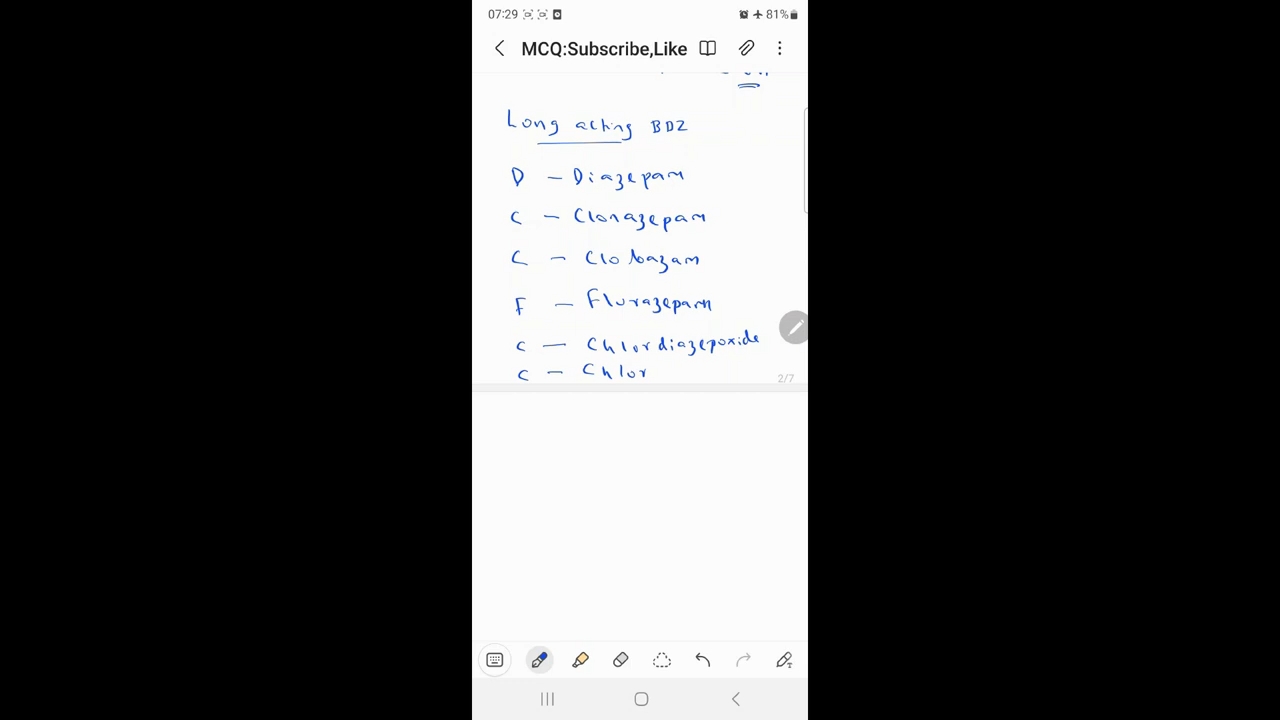 07:29 81%
MCQ:Subscribe,Like
Long acting BDZ
D - Diazepam
C - Clonazepam
C - Clobazam
F - Flurazepam
C - Chlordiazepoxide
C - Chlor
2/7